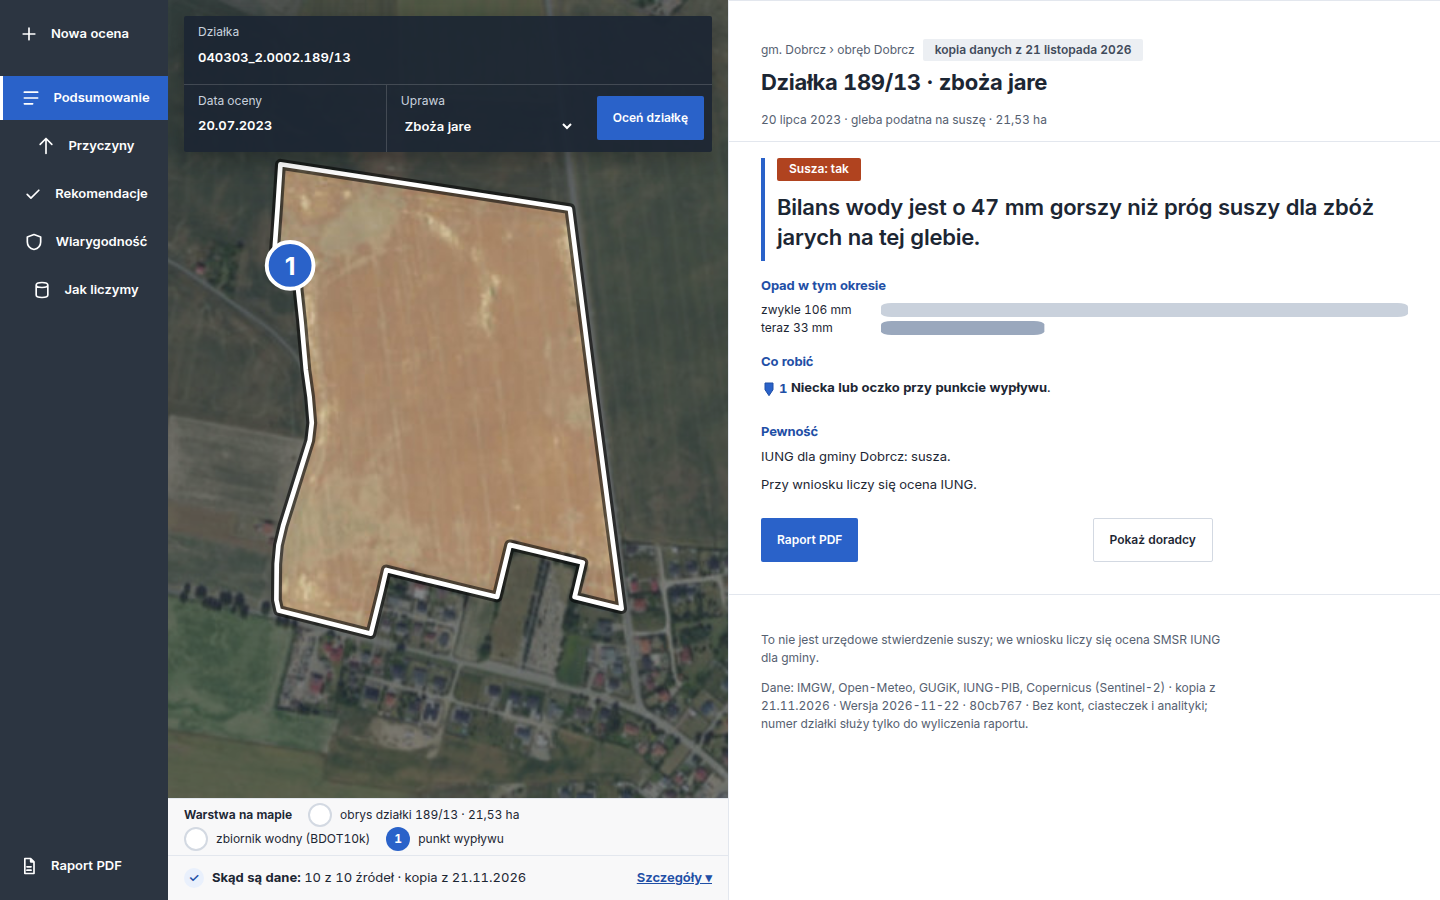 Nowa ocena
Podsumowanie
Przyczyny
Rekomendacje
Wiarygodność
Jak liczymy
Raport PDF
Działka
040303_2.0002.189/13
Data oceny
20.07.2023
Uprawa
Zboża jare
Oceń działkę
1
Warstwa na mapie
obrys działki 189/13 · 21,53 ha
zbiornik wodny (BDOT10k)
1 punkt wypływu
Skąd są dane: 10 z 10 źródeł · kopia z 21.11.2026
Szczegóły ▾
gm. Dobrcz › obręb Dobrcz kopia danych z 21 listopada 2026
Działka 189/13 · zboża jare
20 lipca 2023 · gleba podatna na suszę · 21,53 ha
Susza: tak
Bilans wody jest o 47 mm gorszy niż próg suszy dla zbóż
jarych na tej glebie.
Opad w tym okresie
zwykle 106 mm
teraz 33 mm
Co robić
1 Niecka lub oczko przy punkcie wypływu.
Pewność
IUNG dla gminy Dobrcz: susza.
Przy wniosku liczy się ocena IUNG.
Raport PDF
Pokaż doradcy
To nie jest urzędowe stwierdzenie suszy; we wniosku liczy się ocena SMSR IUNG
dla gminy.
Dane: IMGW, Open-Meteo, GUGiK, IUNG-PIB, Copernicus (Sentinel-2) · kopia z
21.11.2026 · Wersja 2026-11-22 · 80cb767 · Bez kont, ciasteczek i analityki;
numer działki służy tylko do wyliczenia raportu.